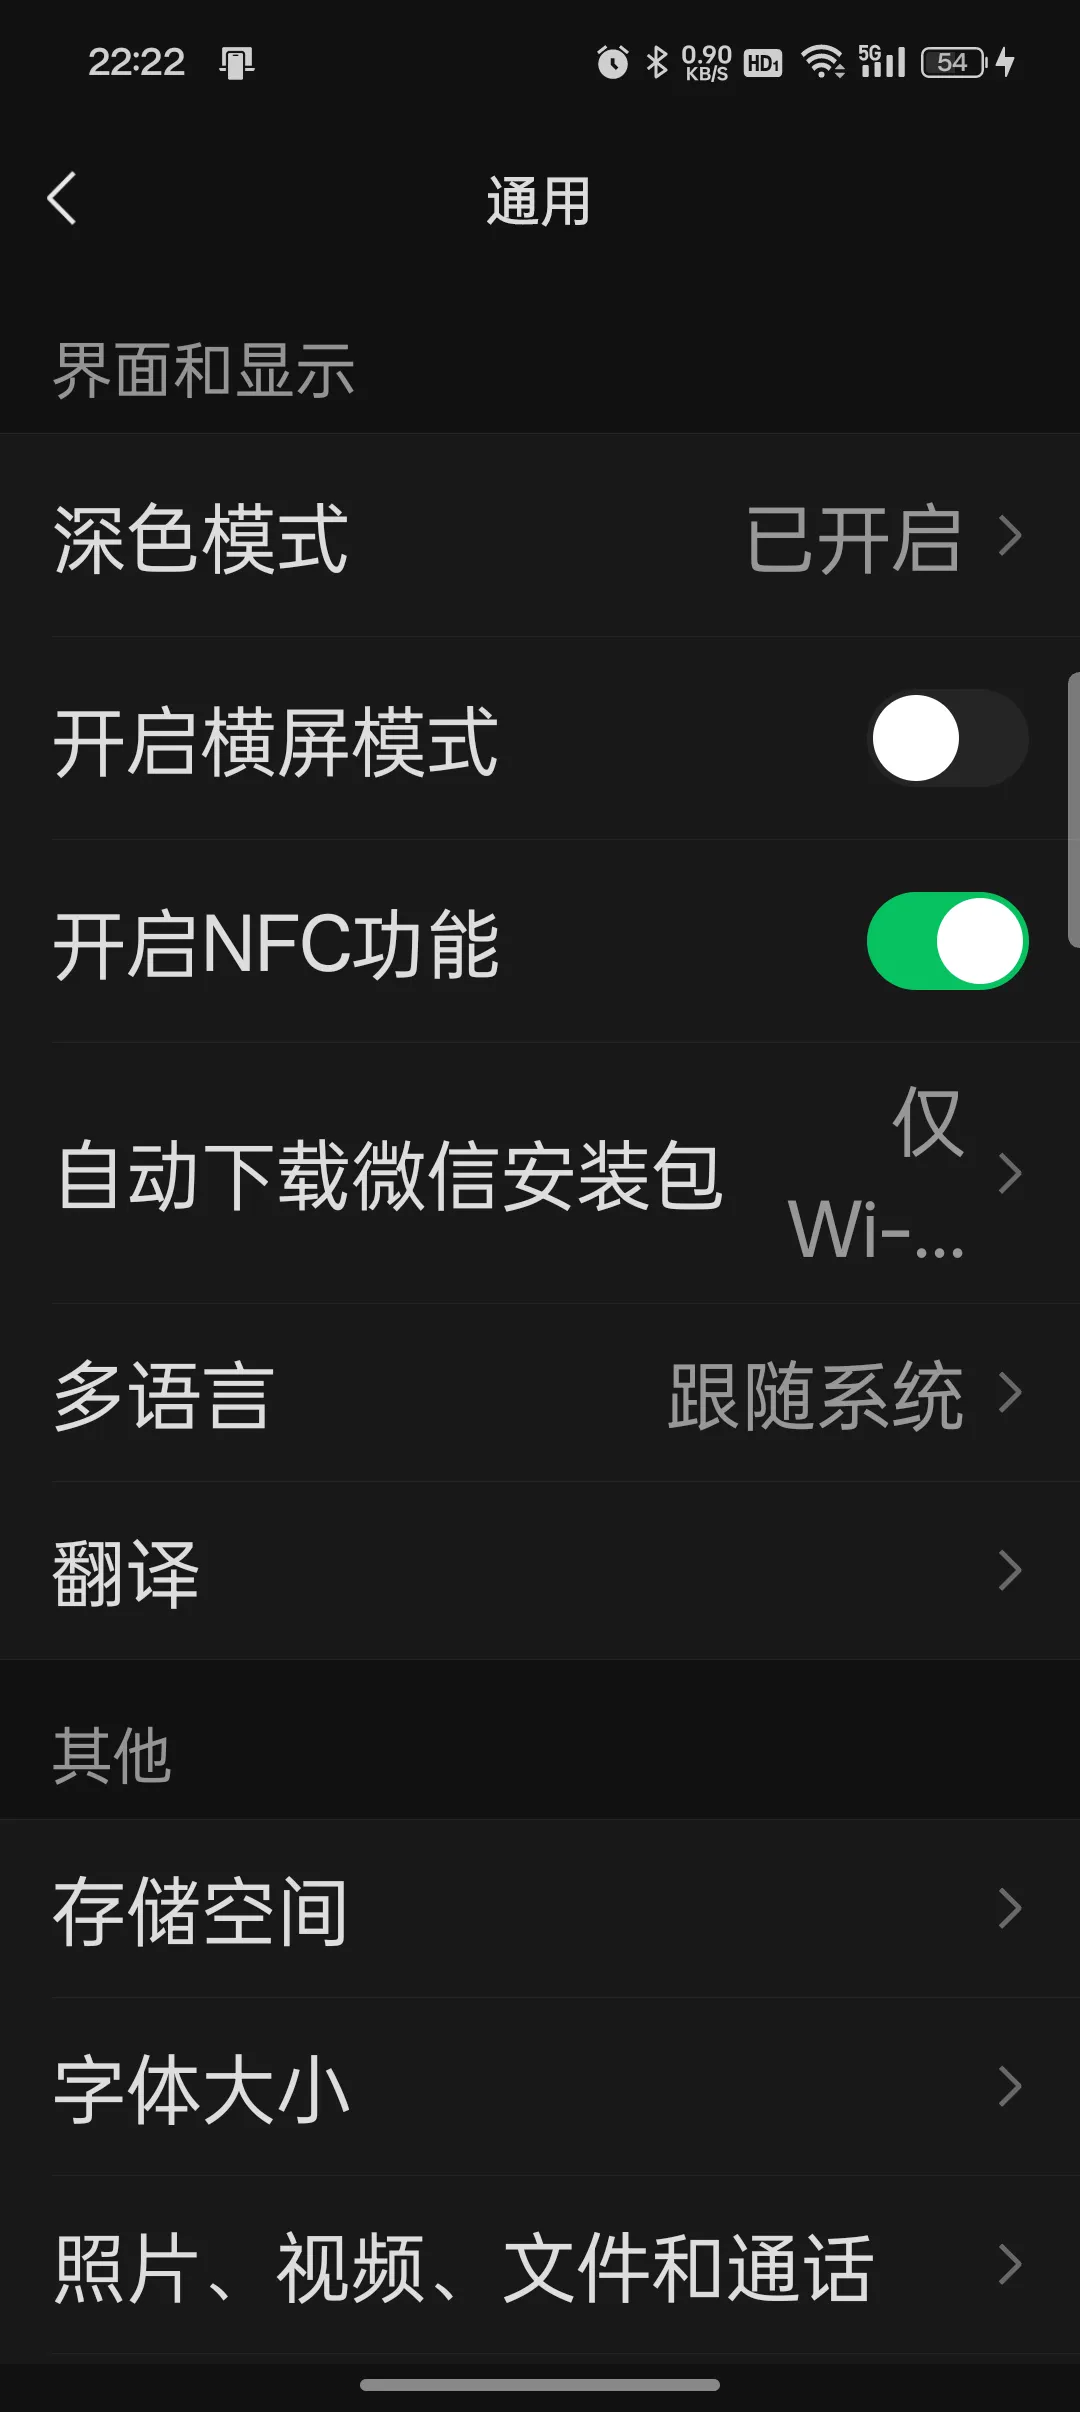 22:22
0.90 KB/S HD1 5G 54
通用
界面和显示
深色模式 已开启
开启横屏模式
开启NFC功能
自动下载微信安装包 仅
Wi-...
多语言 跟随系统
翻译
其他
存储空间
字体大小
照片、视频、文件和通话